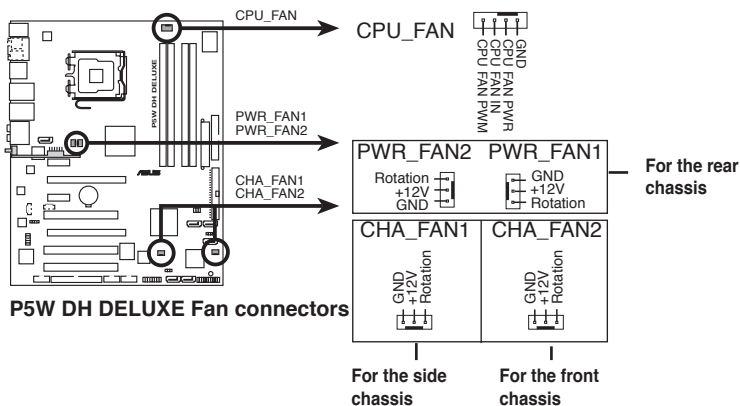 CPU_FAN
CPU_FAN
GND
CPU FAN PWR
CPU FAN IN
CPU FAN PWM
P5W DH DELUXE
PWR_FAN1
PWR_FAN2
PWR_FAN2
PWR_FAN1
Rotation
+12V
GND
GND
+12V
Rotation
For the rear
chassis
ASUS
CHA_FAN1
CHA_FAN2
CHA_FAN1
CHA_FAN2
GND
+12V
Rotation
GND
+12V
Rotation
P5W DH DELUXE Fan connectors
For the side
chassis
For the front
chassis